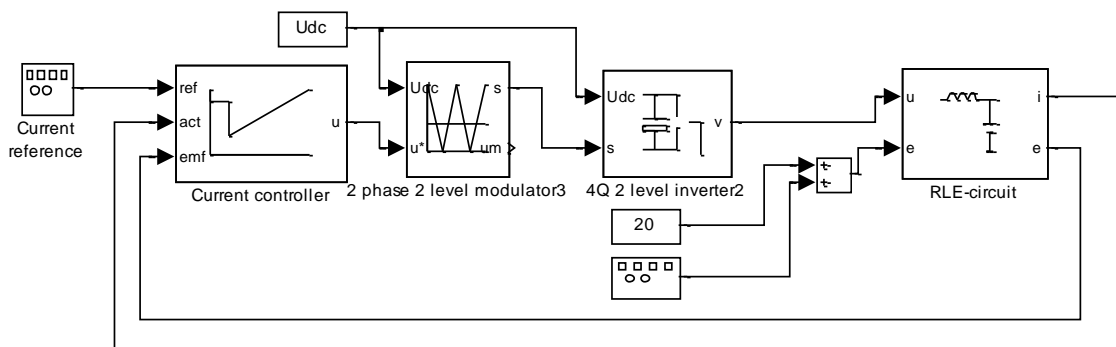 Udc
Current
reference
ref
act
emf
u
Current controller
Udc
u*
s
um
2 phase 2 level modulator3
Udc
s
v
4Q 2 level inverter2
20
+
+
u
e
i
e
RLE-circuit